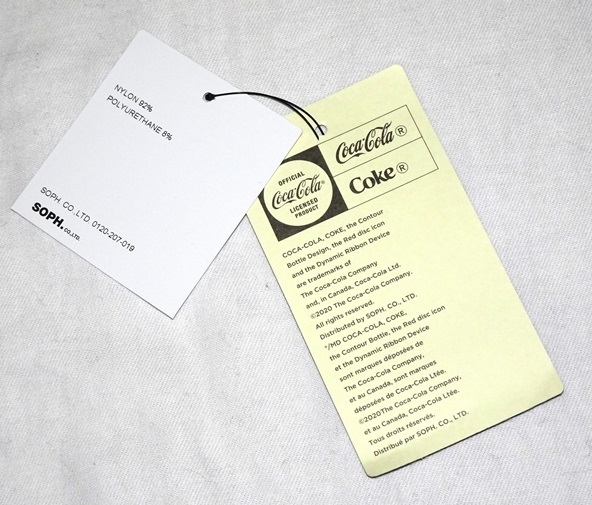 NYLON 92%
POLYURETHANE 8%
SOPH. CO., LTD. 0120-207-019
SOPH.CO.,LTD.
OFFICIAL
Coca-Cola®
LICENSED
PRODUCT
Coca-Cola®
Coke®
COCA-COLA, COKE, the Contour
Bottle Design, the Red disc icon
and the Dynamic Ribbon Device
are trademarks of
The Coca-Cola Company
and, in Canada, Coca-Cola Ltd.
©2020 The Coca-Cola Company.
All rights reserved.
Distributed by SOPH. CO., LTD.
*/MD COCA-COLA, COKE,
the Contour Bottle, the Red disc icon
et the Dynamic Ribbon Device
sont marques déposées de
The Coca-Cola Company,
et au Canada, sont marques
déposées de Coca-Cola Ltée.
©2020The Coca-Cola Company,
et au Canada, Coca-Cola Ltée.
Tous droits réservés.
Distribué par SOPH. CO., LTD.